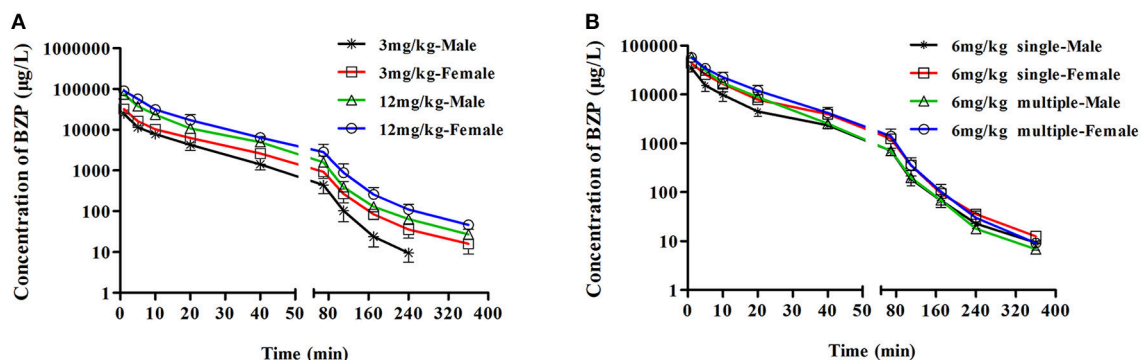 A
Concentration of BZP (µg/L)
1000000
100000
10000
1000
100
10
1
0 10 20 30 40 50 80 160 240 320 400
Time (min)
3mg/kg-Male
3mg/kg-Female
12mg/kg-Male
12mg/kg-Female
B
Concentration of BZP (µg/L)
100000
10000
1000
100
10
1
0 10 20 30 40 50 80 160 240 320 400
Time (min)
6mg/kg single-Male
6mg/kg single-Female
6mg/kg multiple-Male
6mg/kg multiple-Female